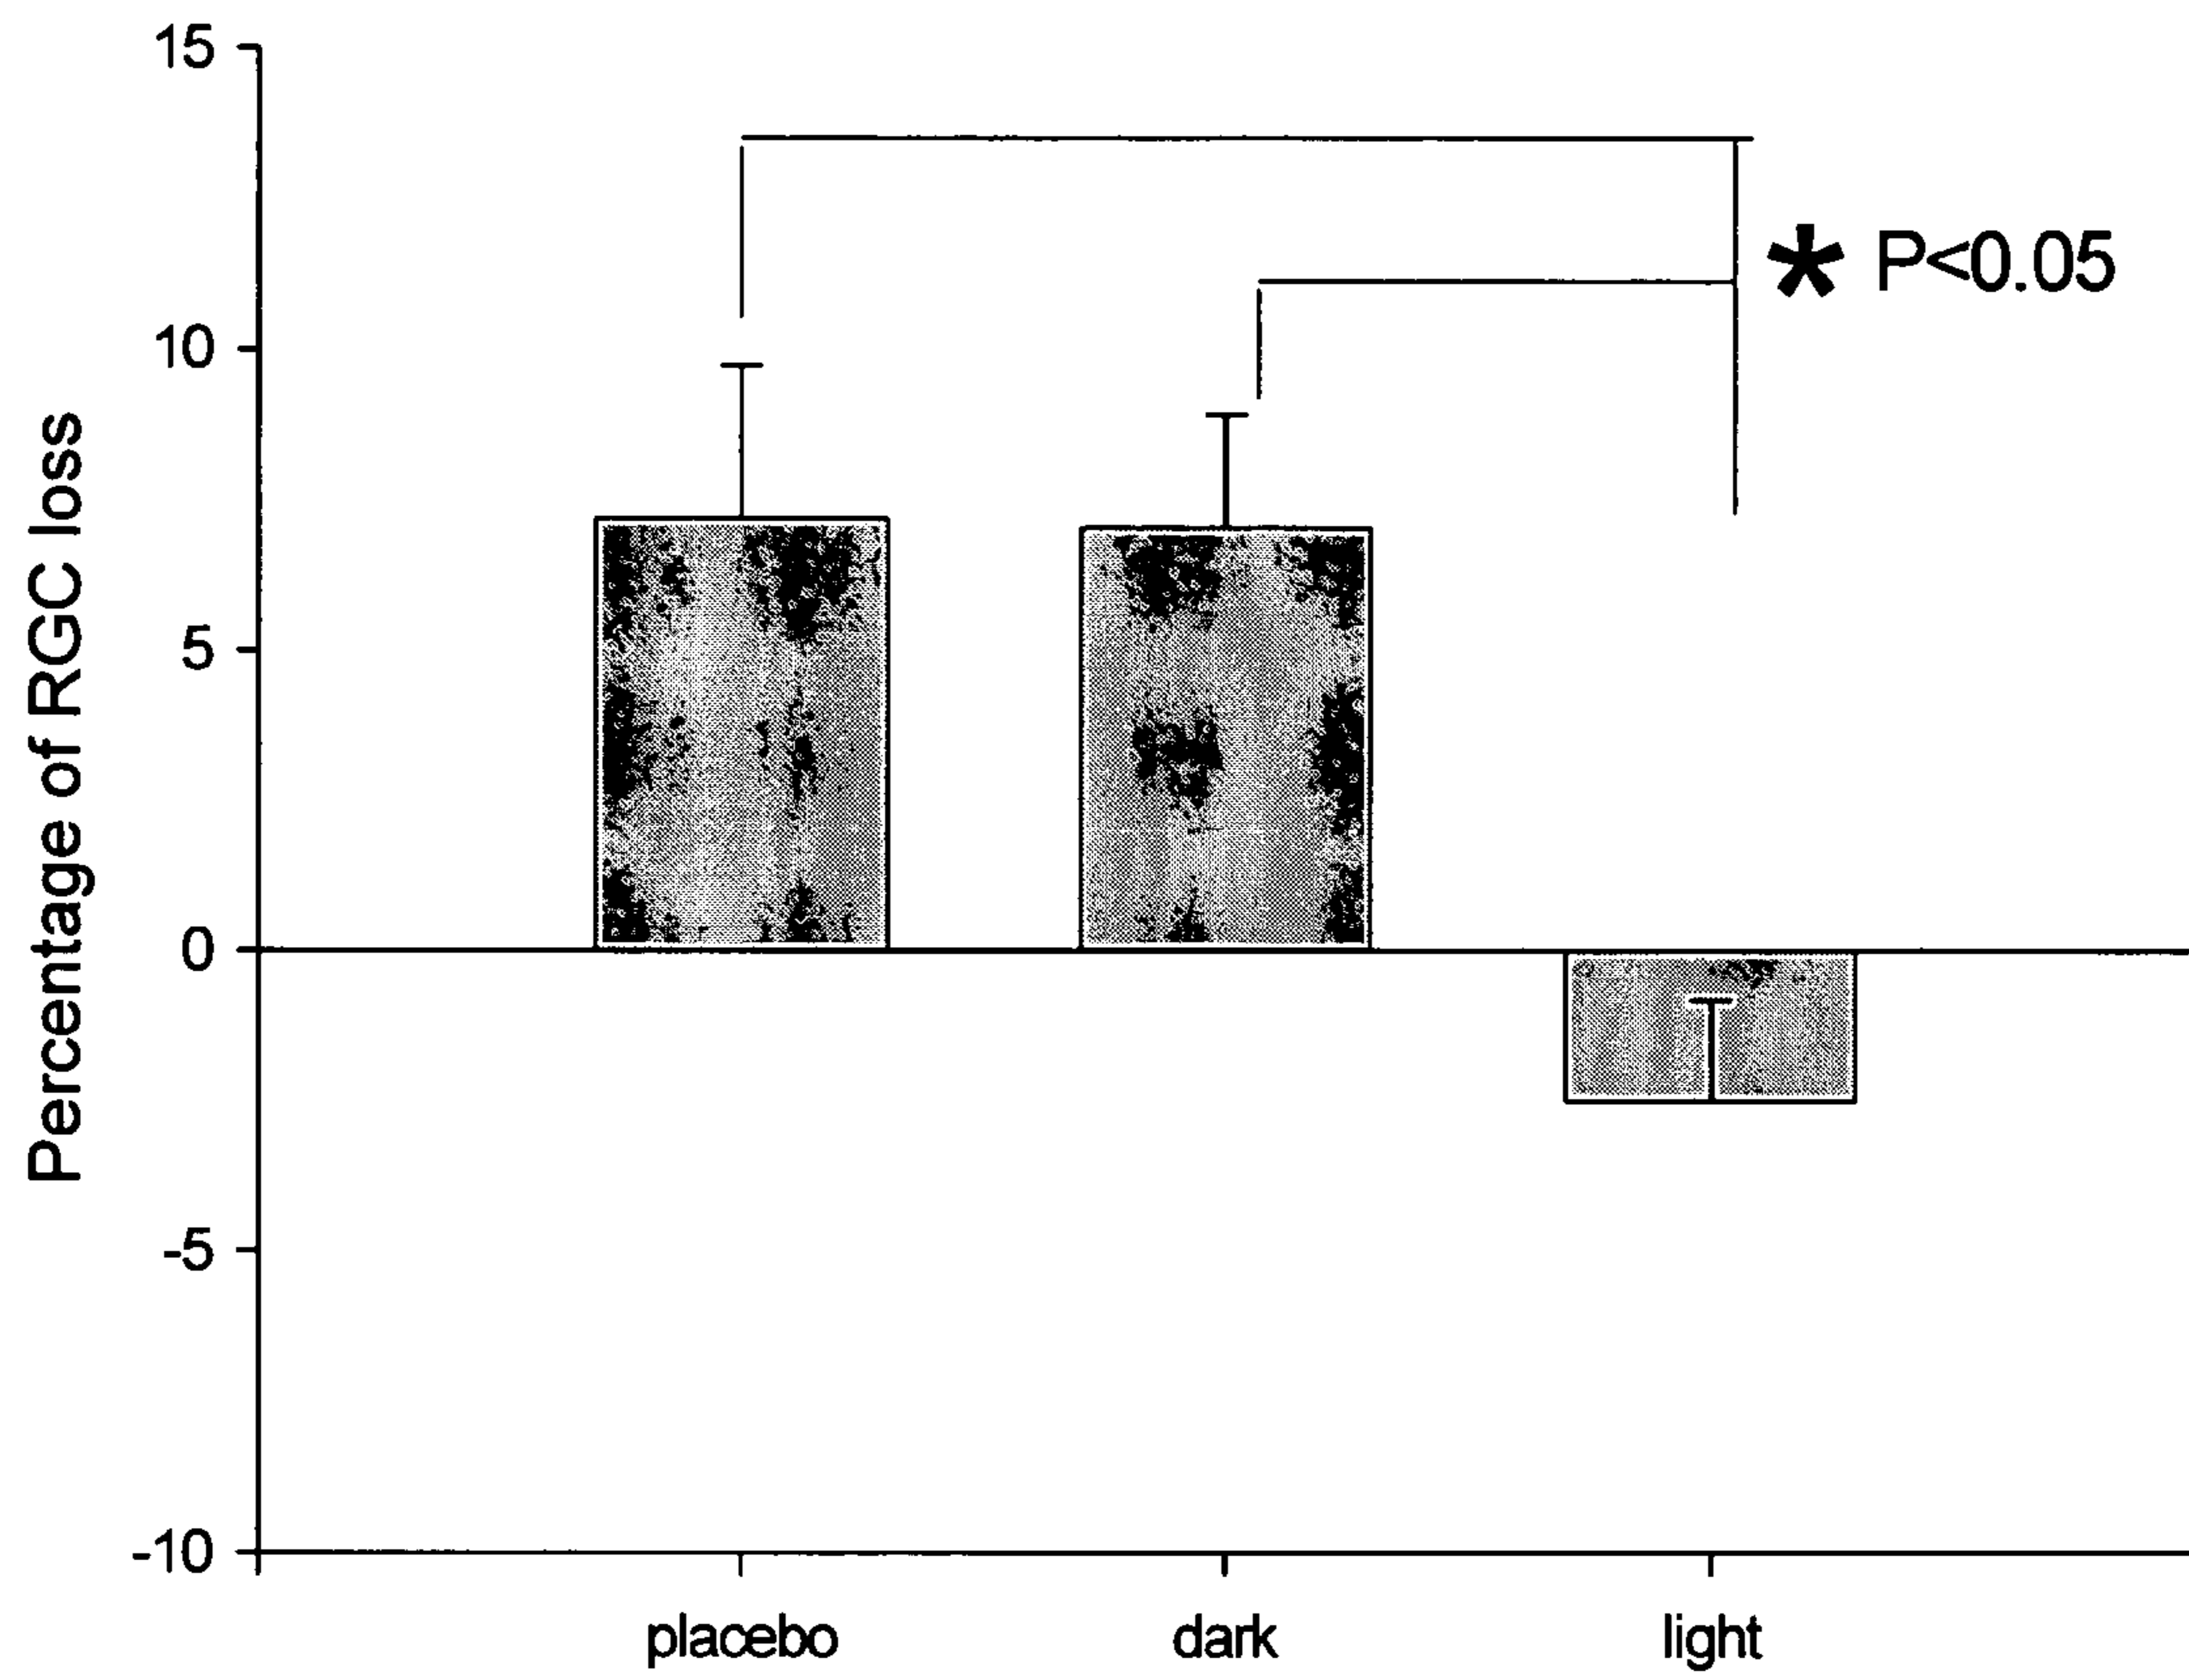 Percentage of RGC loss
15
10
5
0
-5
-10
* P<0.05
placebo
dark
light